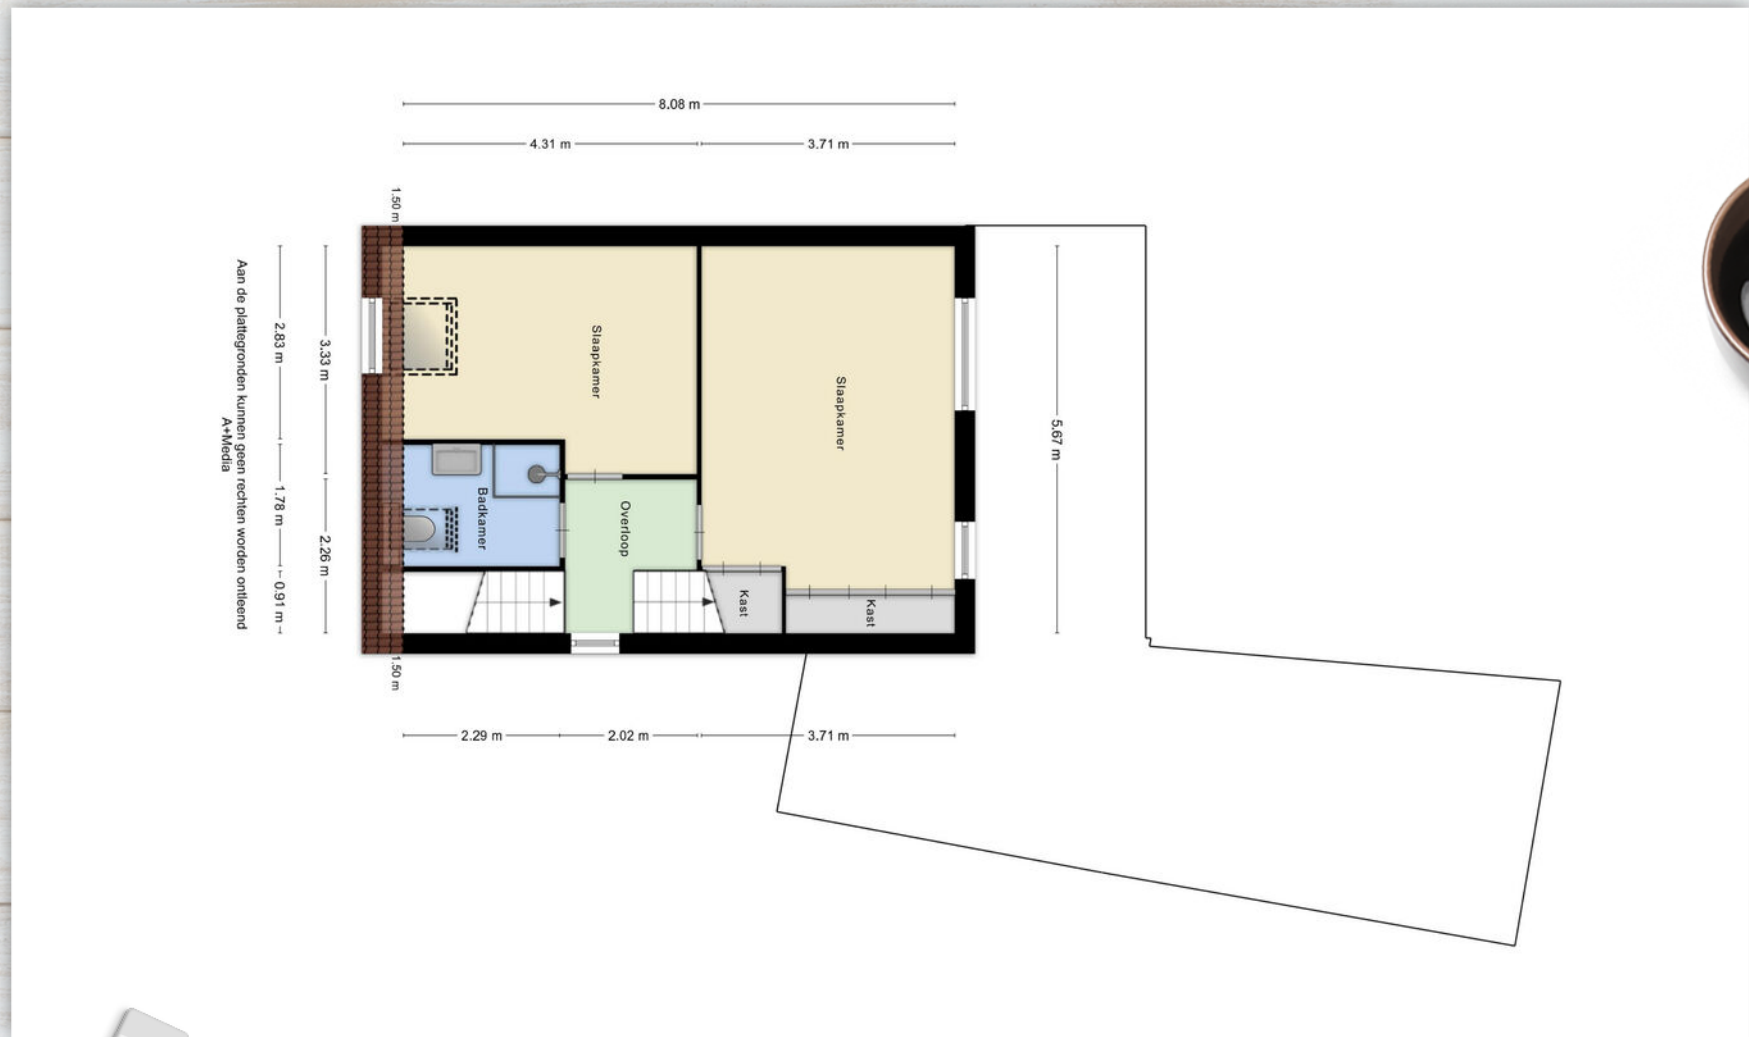 8.08 m
4.31 m
3.71 m
1.50 m
Aan de plattegronden kunnen geen rechten worden ontleend
A+Media
2.83 m
3.33 m
1.78 m
2.26 m
0.91 m
5.67 m
Slaapkamer
Slaapkamer
Badkamer
Overloop
Kast
Kast
1.50 m
2.29 m
2.02 m
3.71 m